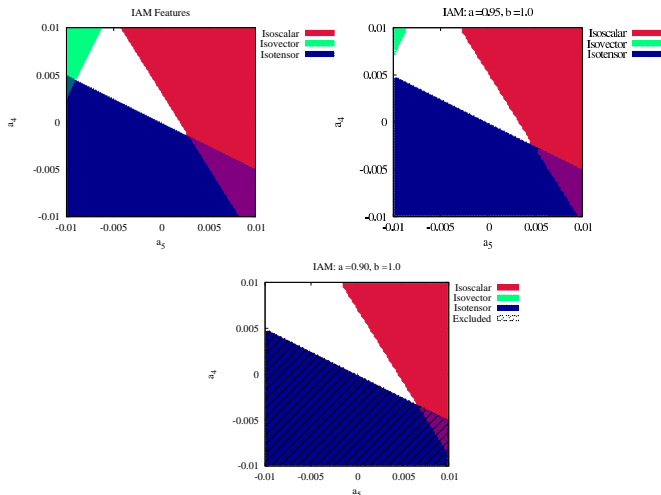 IAM Features
Isoscalar
Isovector
Isotensor
0.01
0.005
0
-0.005
-0.01
a4
-0.01
-0.005
0
0.005
0.01
a5
IAM: a =0.95, b =1.0
Isoscalar
Isovector
Isotensor
0.01
0.005
0
-0.005
-0.01
a4
-0.01
-0.005
0
0.005
0.01
a5
IAM: a =0.90, b =1.0
Isoscalar
Isovector
Isotensor
Excluded
0.01
0.005
0
-0.005
-0.01
a4
-0.01
-0.005
0
0.005
0.01
a5